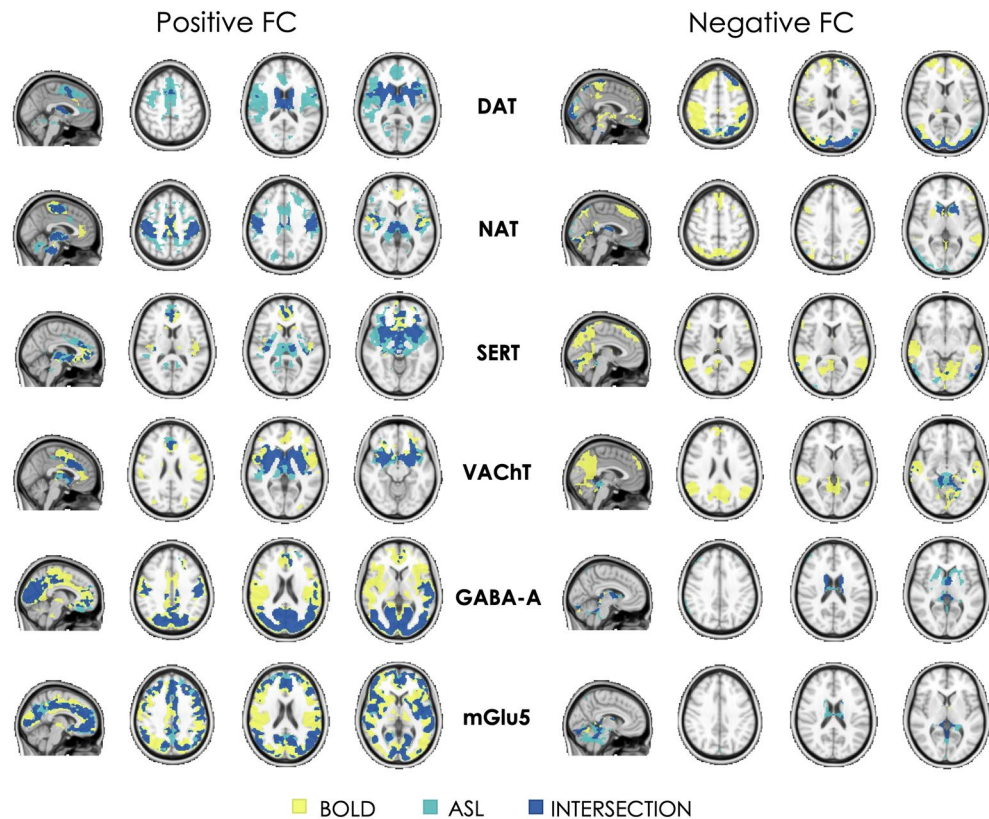 Positive FC
Negative FC
DAT
NAT
SERT
VAChT
GABA-A
mGlu5
BOLD ASL INTERSECTION